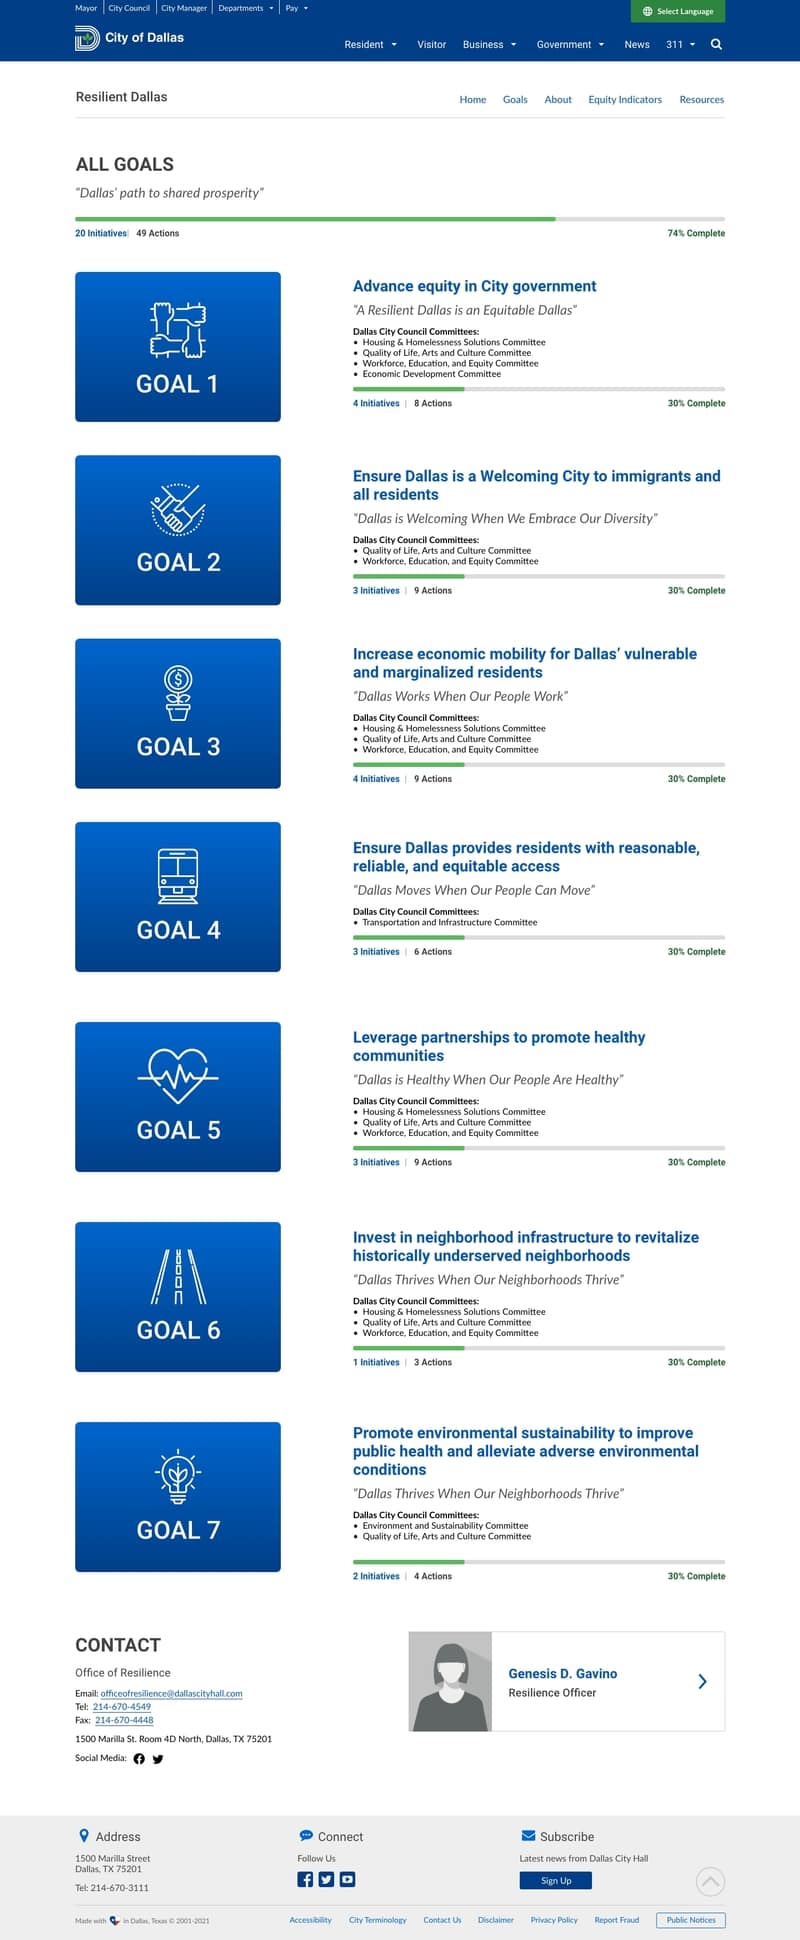 Mayor
City Council
City Manager
Departments
Pay
Select Language
City of Dallas
Resident
Visitor
Business
Government
News
311
Resilient Dallas
Home
Goals
About
Equity Indicators
Resources
ALL GOALS
“Dallas’ path to shared prosperity”
20 Initiatives| 49 Actions
74% Complete
GOAL 1
Advance equity in City government
“A Resilient Dallas is an Equitable Dallas”
Dallas City Council Committees:
• Housing & Homelessness Solutions Committee
• Quality of Life, Arts and Culture Committee
• Workforce, Education, and Equity Committee
• Economic Development Committee
4 Initiatives | 8 Actions
30% Complete
GOAL 2
Ensure Dallas is a Welcoming City to immigrants and
all residents
“Dallas is Welcoming When We Embrace Our Diversity”
Dallas City Council Committees:
• Quality of Life, Arts and Culture Committee
• Workforce, Education, and Equity Committee
3 Initiatives | 9 Actions
30% Complete
GOAL 3
Increase economic mobility for Dallas’ vulnerable
and marginalized residents
“Dallas Works When Our People Work”
Dallas City Council Committees:
• Housing & Homelessness Solutions Committee
• Quality of Life, Arts and Culture Committee
• Workforce, Education, and Equity Committee
4 Initiatives | 9 Actions
30% Complete
GOAL 4
Ensure Dallas provides residents with reasonable,
reliable, and equitable access
“Dallas Moves When Our People Can Move”
Dallas City Council Committees:
• Transportation and Infrastructure Committee
3 Initiatives | 6 Actions
30% Complete
GOAL 5
Leverage partnerships to promote healthy
communities
“Dallas is Healthy When Our People Are Healthy”
Dallas City Council Committees:
• Housing & Homelessness Solutions Committee
• Quality of Life, Arts and Culture Committee
• Workforce, Education, and Equity Committee
3 Initiatives | 9 Actions
30% Complete
GOAL 6
Invest in neighborhood infrastructure to revitalize
historically underserved neighborhoods
“Dallas Thrives When Our Neighborhoods Thrive”
Dallas City Council Committees:
• Housing & Homelessness Solutions Committee
• Quality of Life, Arts and Culture Committee
• Workforce, Education, and Equity Committee
1 Initiatives | 3 Actions
30% Complete
GOAL 7
Promote environmental sustainability to improve
public health and alleviate adverse environmental
conditions
“Dallas Thrives When Our Neighborhoods Thrive”
Dallas City Council Committees:
• Environment and Sustainability Committee
• Quality of Life, Arts and Culture Committee
2 Initiatives | 4 Actions
30% Complete
CONTACT
Office of Resilience
Email: officeofresilience@dallascityhall.com
Tel: 214-670-4549
Fax: 214-670-4448
1500 Marilla St. Room 4D North, Dallas, TX 75201
Social Media:
Genesis D. Gavino
Resilience Officer
Address
1500 Marilla Street
Dallas, TX 75201
Tel: 214-670-3111
Connect
Follow Us
Subscribe
Latest news from Dallas City Hall
Sign Up
Made with in Dallas, Texas © 2001-2021
Accessibility
City Terminology
Contact Us
Disclaimer
Privacy Policy
Report Fraud
Public Notices